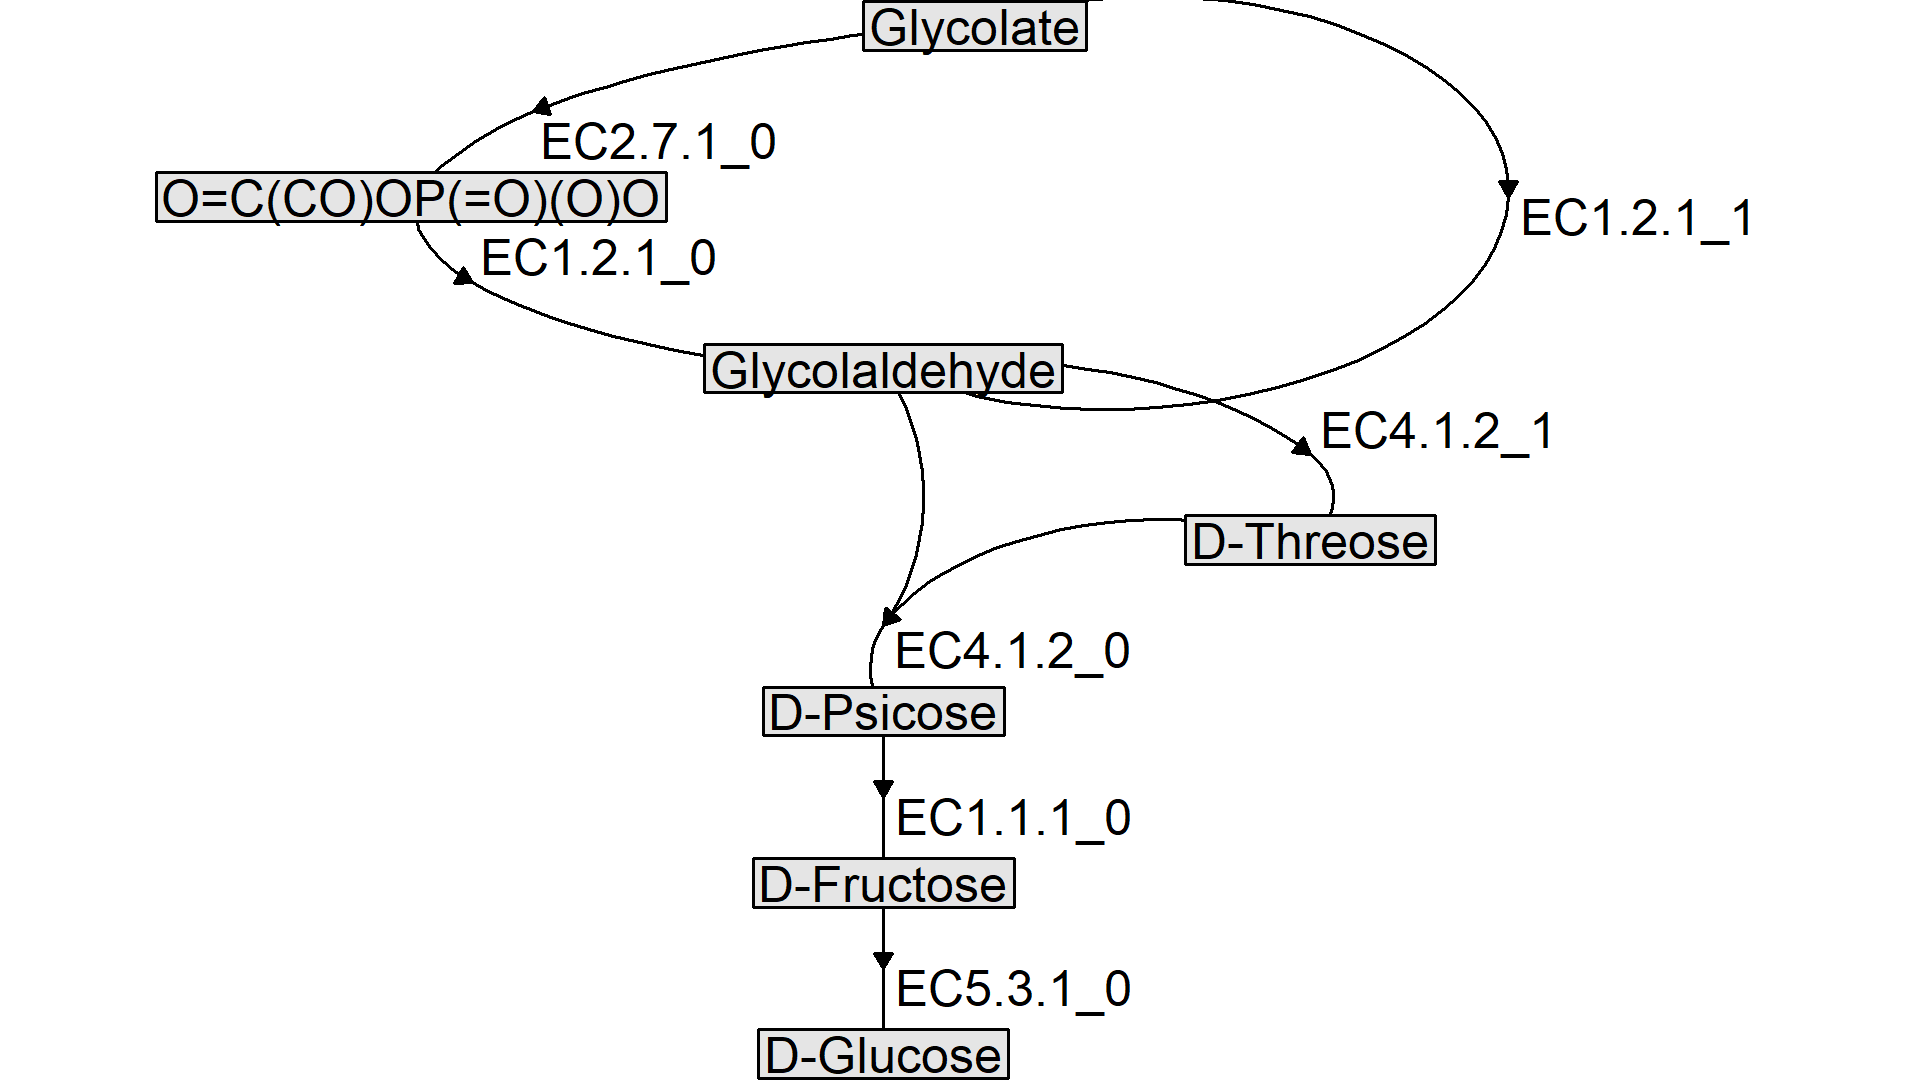 Glycolate
EC2.7.1_0
O=C(CO)OP(=O)(O)O
EC1.2.1_1
EC1.2.1_0
Glycolaldehyde
EC4.1.2_1
D-Threose
EC4.1.2_0
D-Psicose
EC1.1.1_0
D-Fructose
EC5.3.1_0
D-Glucose